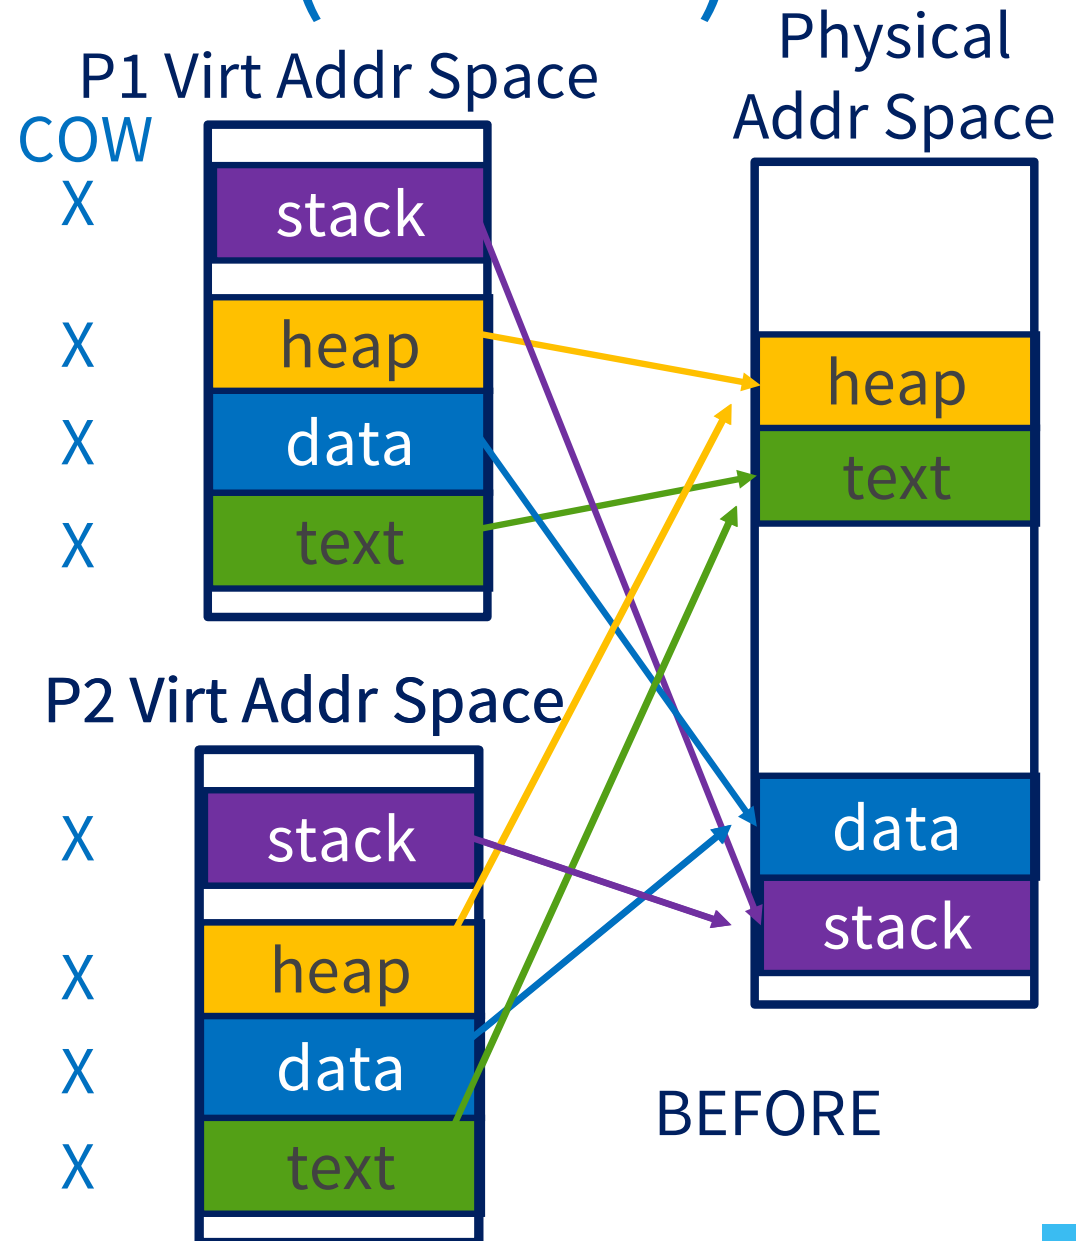 P1 Virt Addr Space
COW
X
stack
X
heap
X
data
X
text
Physical
Addr Space
heap
text
data
stack
P2 Virt Addr Space
X
stack
X
heap
X
data
X
text
BEFORE